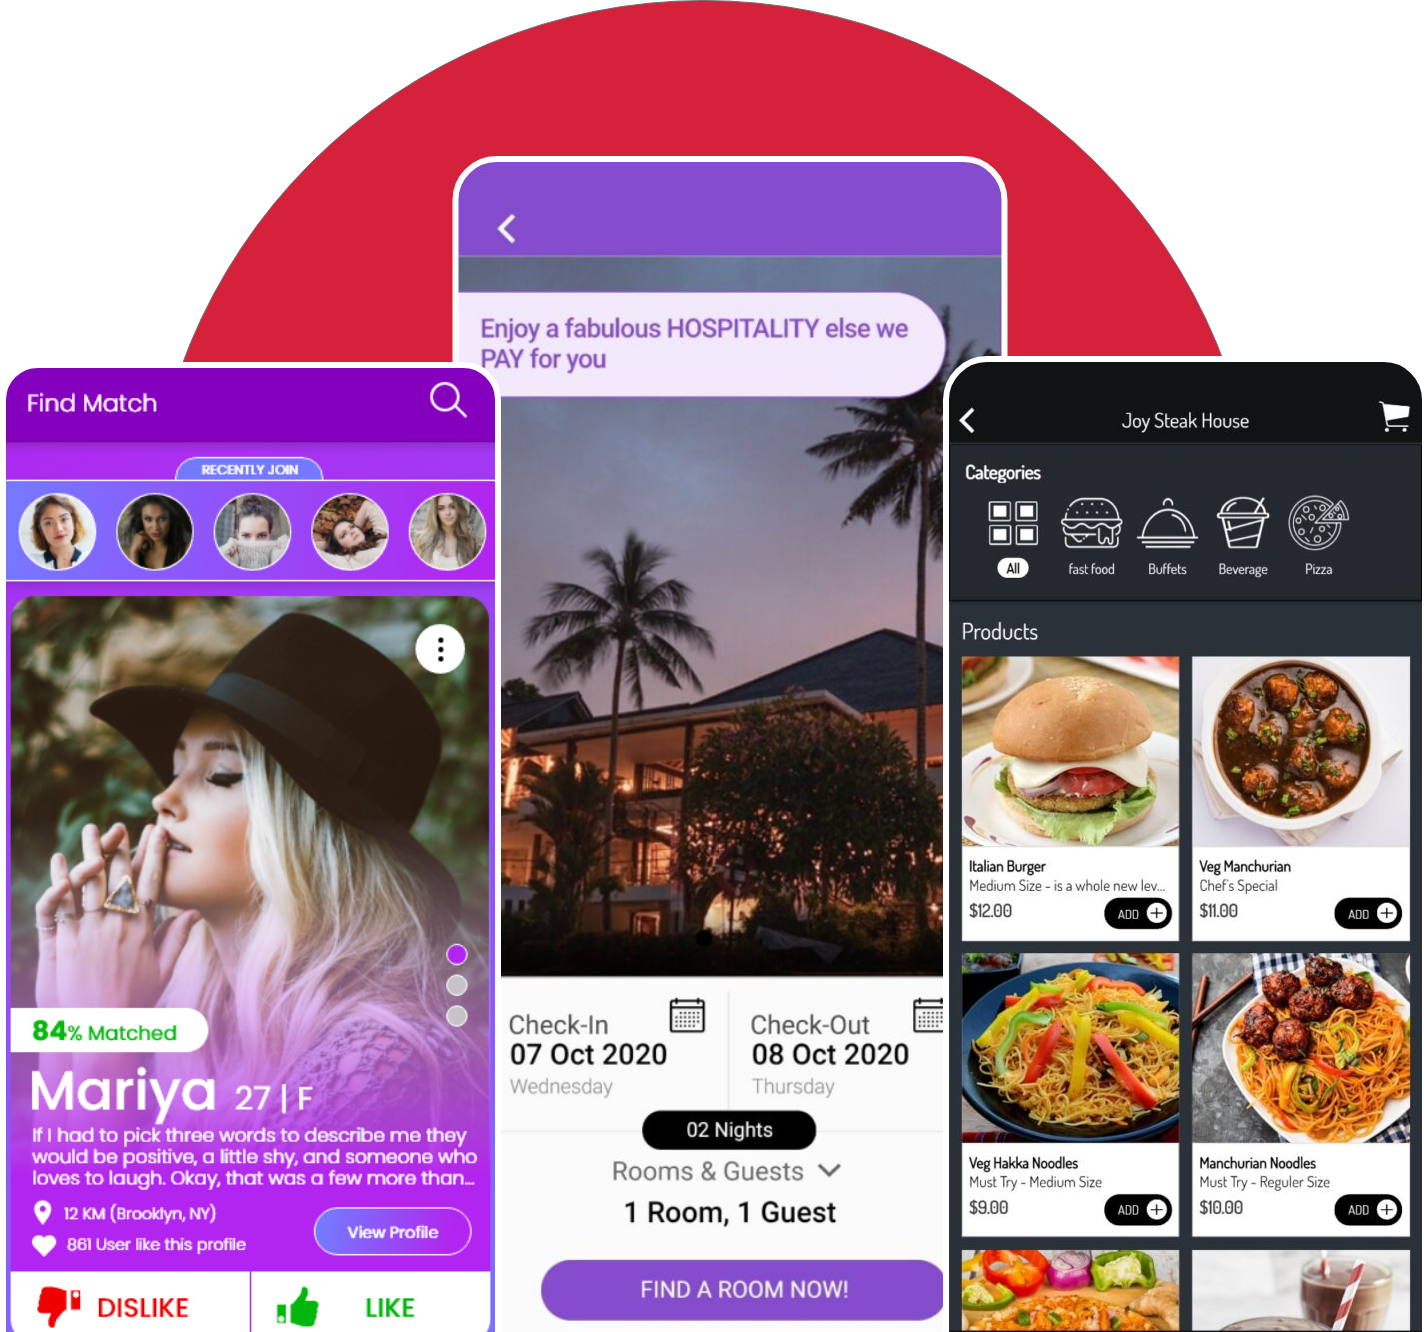 Enjoy a fabulous HOSPITALITY else we
PAY for you
Check-In
07 Oct 2020
Wednesday
Check-Out
08 Oct 2020
Thursday
02 Nights
Rooms & Guests
1 Room, 1 Guest
FIND A ROOM NOW!
Find Match
RECENTLY JOIN
84% Matched
Mariya 27 | F
If I had to pick three words to describe me they
would be positive, a little shy, and someone who
loves to laugh. Okay, that was a few more than...
12 KM (Brooklyn, NY)
861 User like this profile
View Profile
DISLIKE
LIKE
Joy Steak House
Categories
All
fast food
Buffets
Beverage
Pizza
Products
Italian Burger
Medium Size - is a whole new lev...
$12.00
ADD
Veg Manchurian
Chef's Special
$11.00
ADD
Veg Hakka Noodles
Must Try - Medium Size
$9.00
ADD
Manchurian Noodles
Must Try - Reguler Size
$10.00
ADD